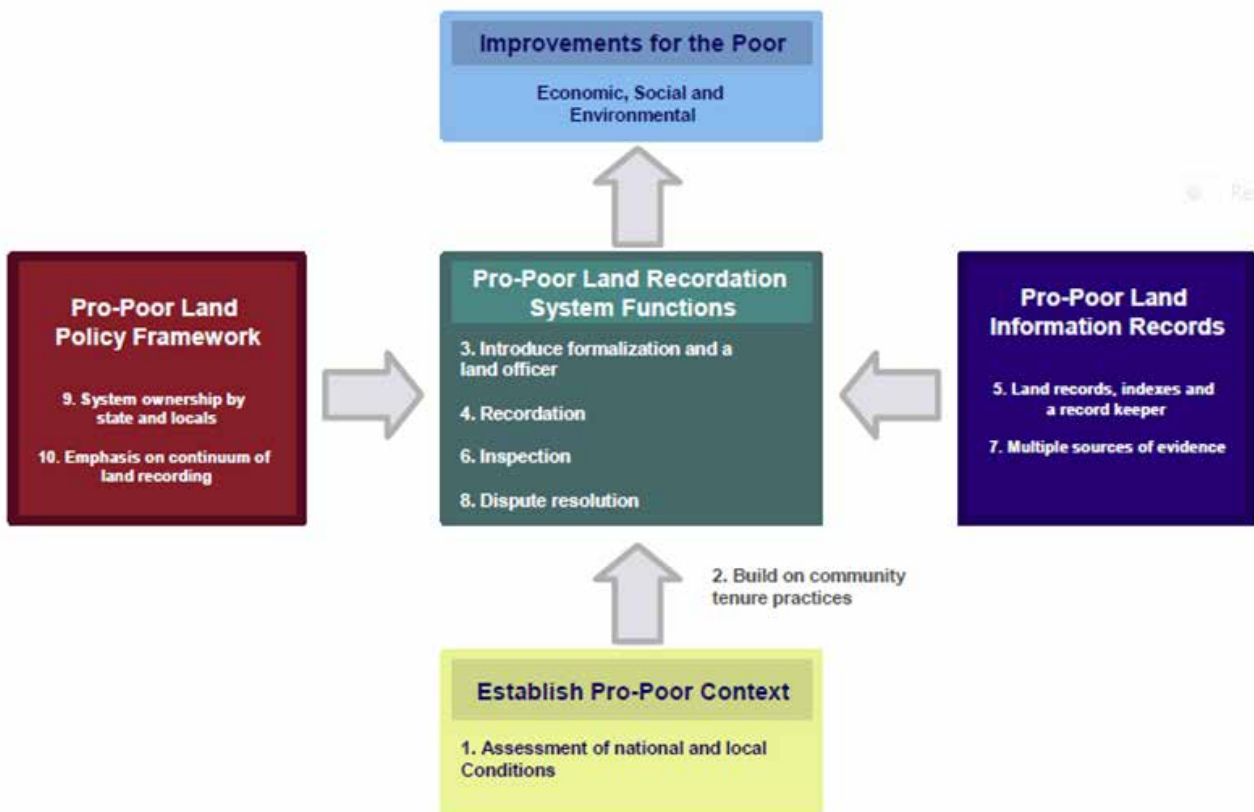 Improvements for the Poor
Economic, Social and
Environmental
Pro-Poor Land
Policy Framework
9. System ownership by
state and locals
10. Emphasis on continuum of
land recording
Pro-Poor Land Recordation
System Functions
3. Introduce formalization and a
land officer
4. Recordation
6. Inspection
8. Dispute resolution
Pro-Poor Land
Information Records
5. Land records, indexes and
a record keeper
7. Multiple sources of evidence
2. Build on community
tenure practices
Establish Pro-Poor Context
1. Assessment of national and local
Conditions